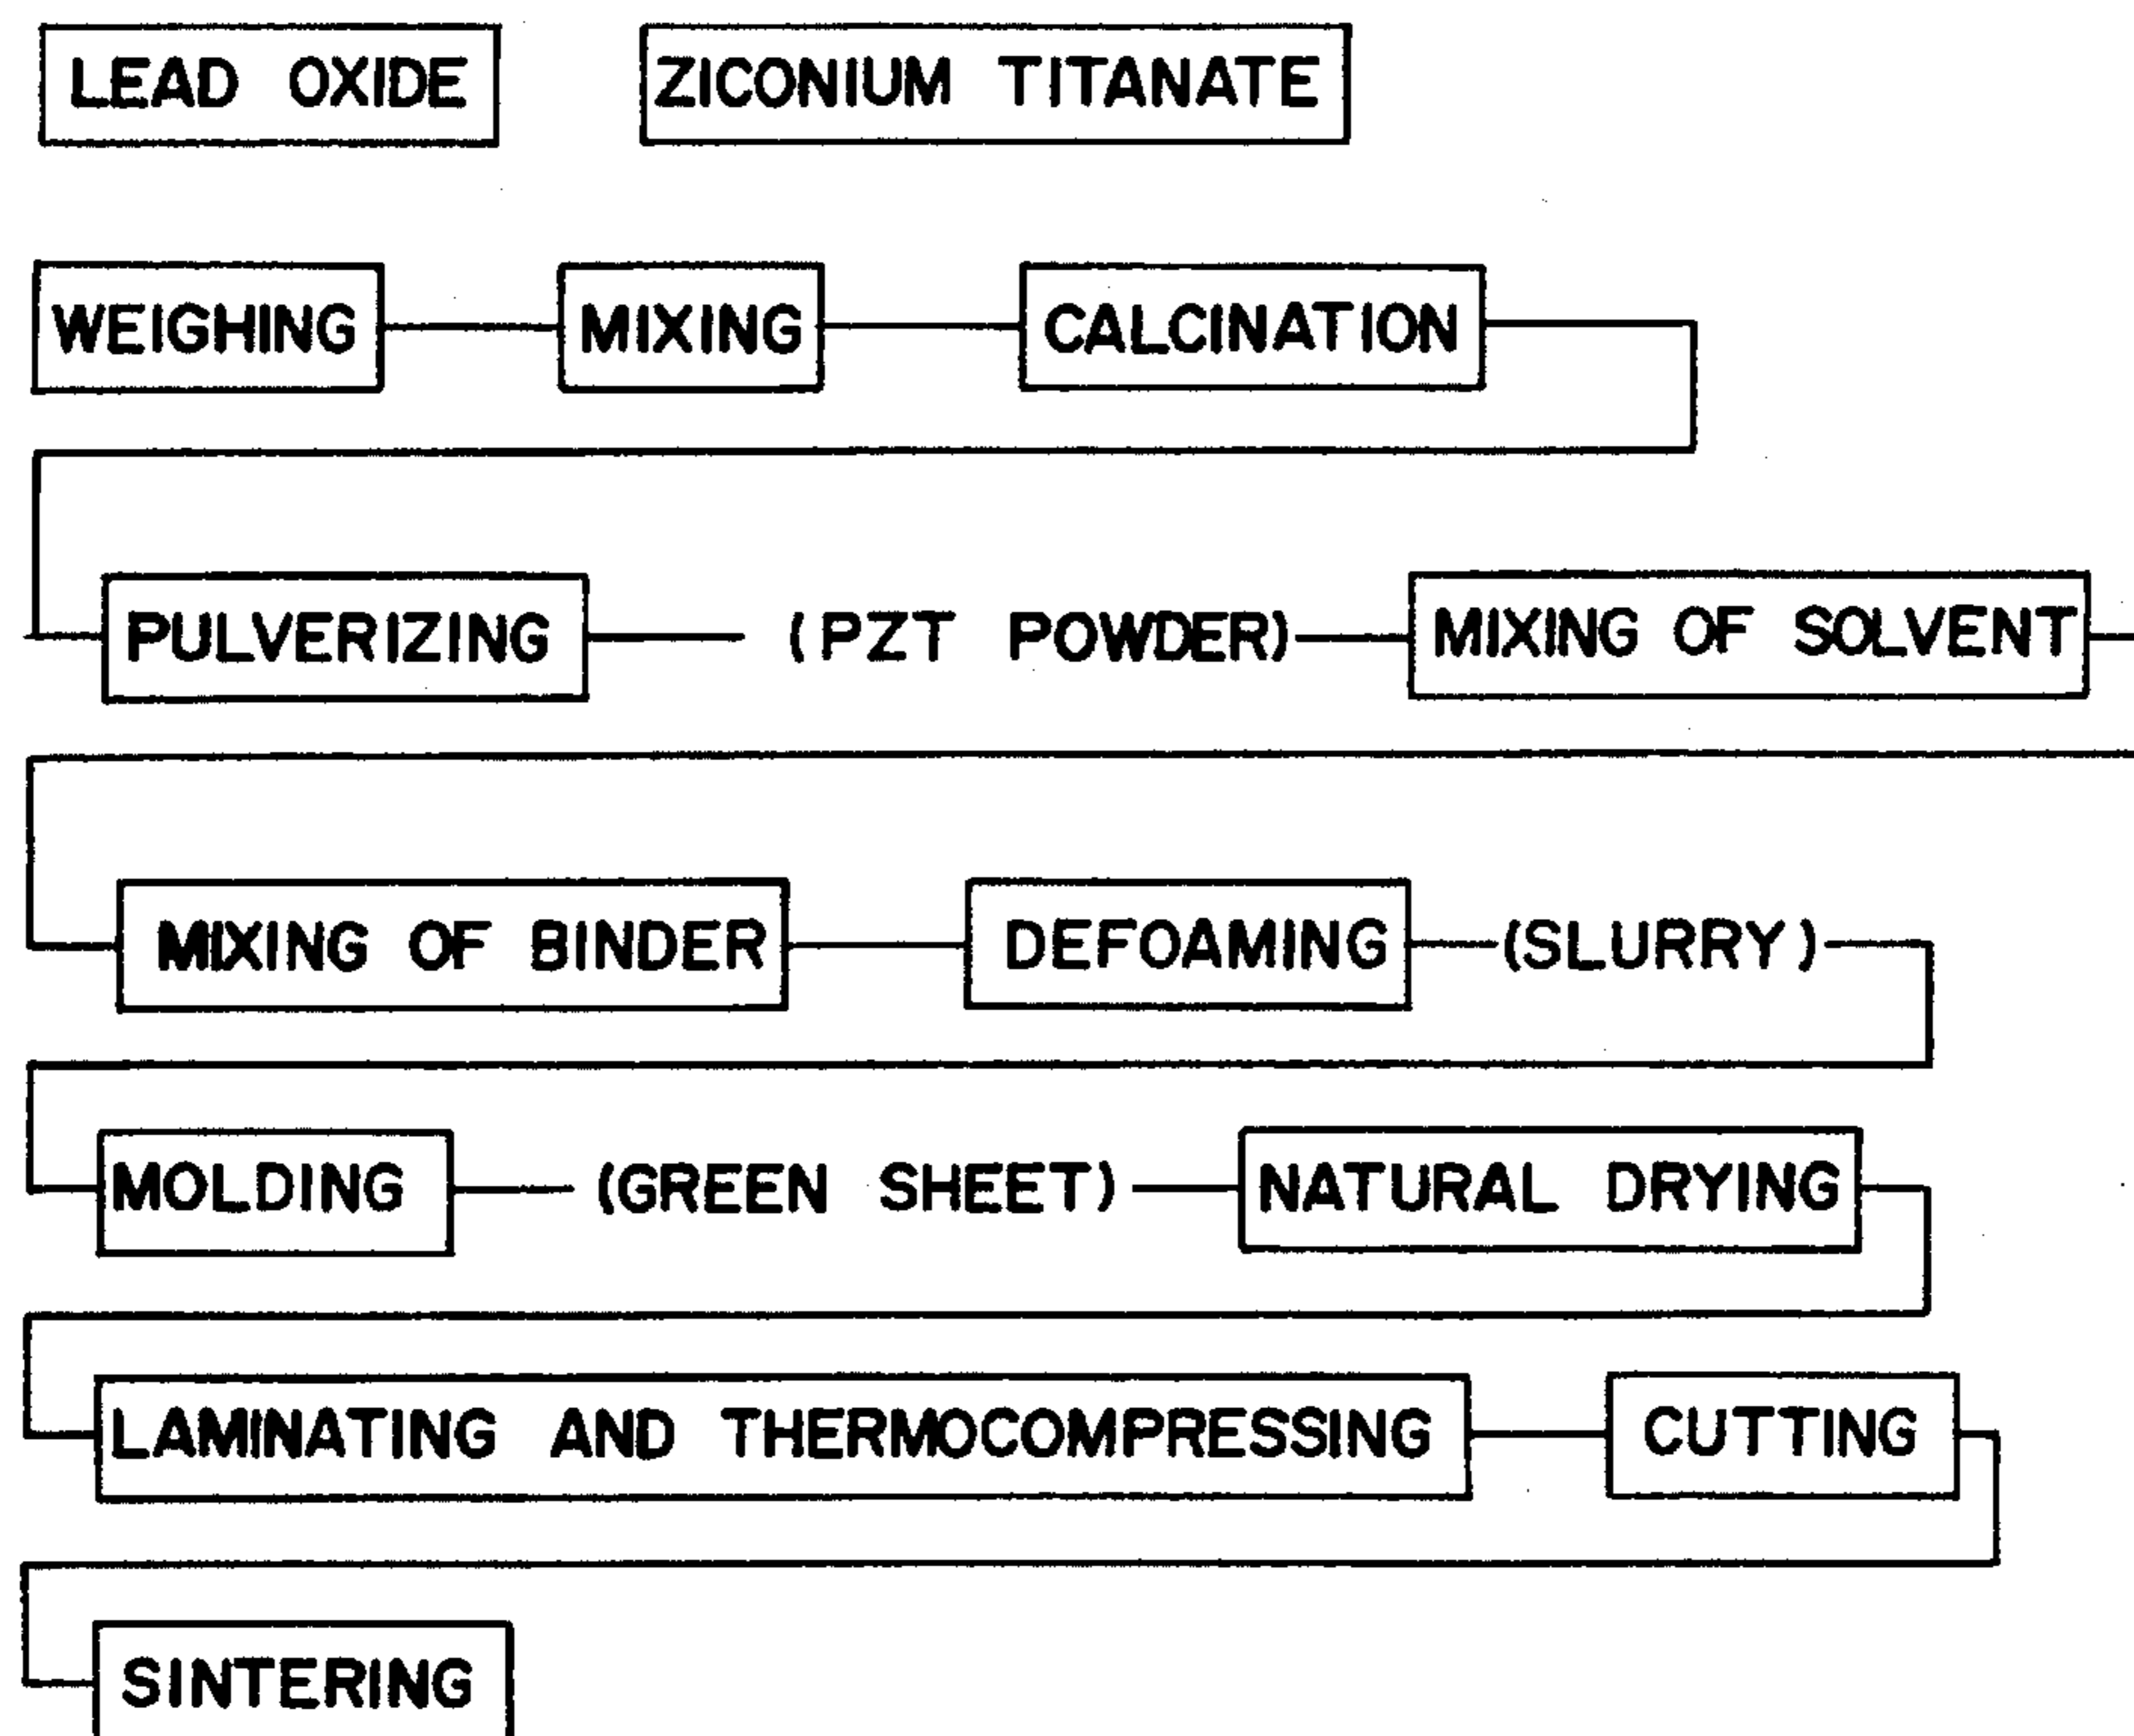 LEAD OXIDE ZICONIUM TITANATE
WEIGHING MIXING CALCINATION
PULVERIZING (PZT POWDER) MIXING OF SOLVENT
MIXING OF BINDER DEFOAMING (SLURRY)
MOLDING (GREEN SHEET) NATURAL DRYING
LAMINATING AND THERMOCOMPRESSING CUTTING
SINTERING